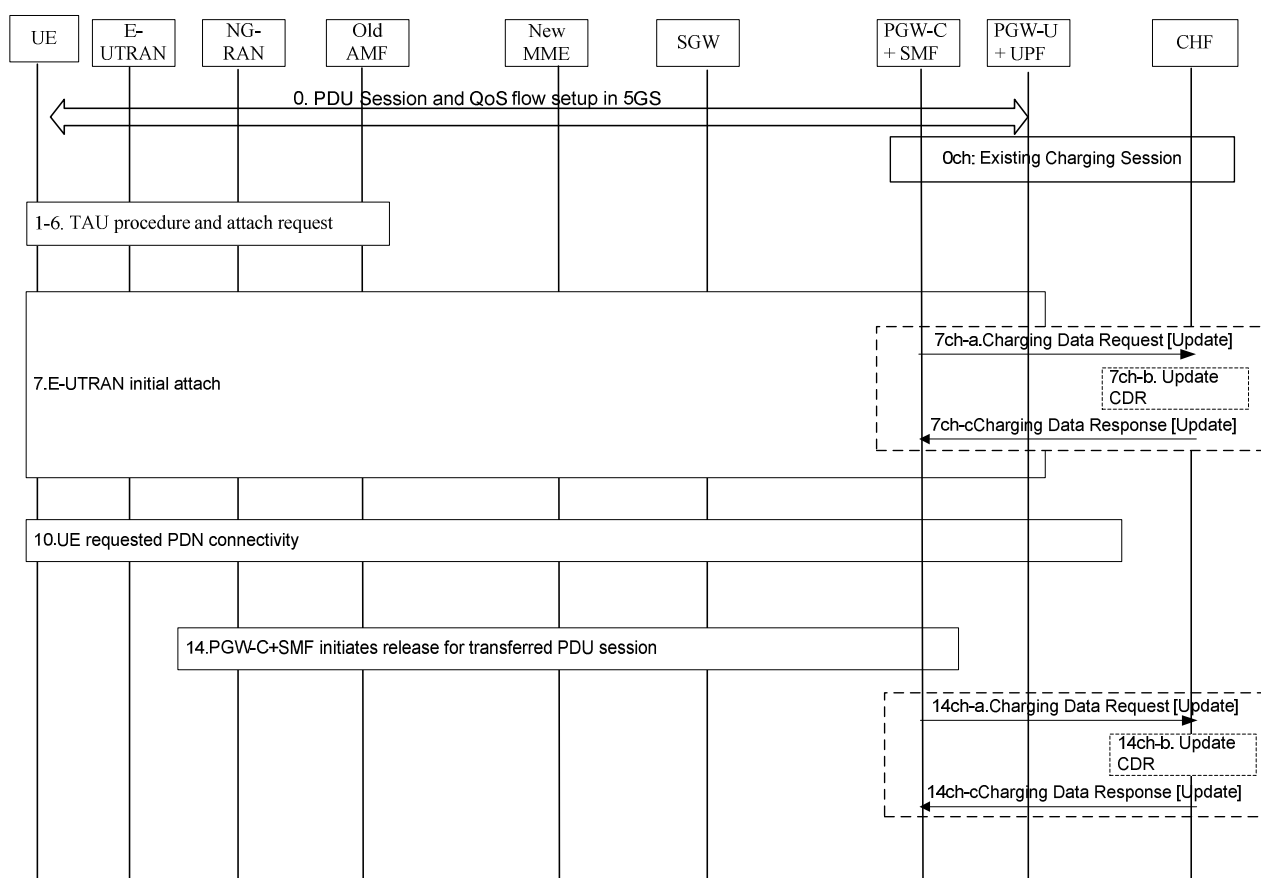 UE
E-
UTRAN
NG-
RAN
Old
AMF
New
MME
SGW
PGW-C
+ SMF
PGW-U
+ UPF
CHF
0. PDU Session and QoS flow setup in 5GS
0ch: Existing Charging Session
1-6. TAU procedure and attach request
7ch-a.Charging Data Request [Update]
7.E-UTRAN initial attach
7ch-b. Update
CDR
7ch-cCharging Data Response [Update]
10.UE requested PDN connectivity
14.PGW-C+SMF initiates release for transferred PDU session
14ch-a.Charging Data Request [Update]
14ch-b. Update
CDR
14ch-cCharging Data Response [Update]